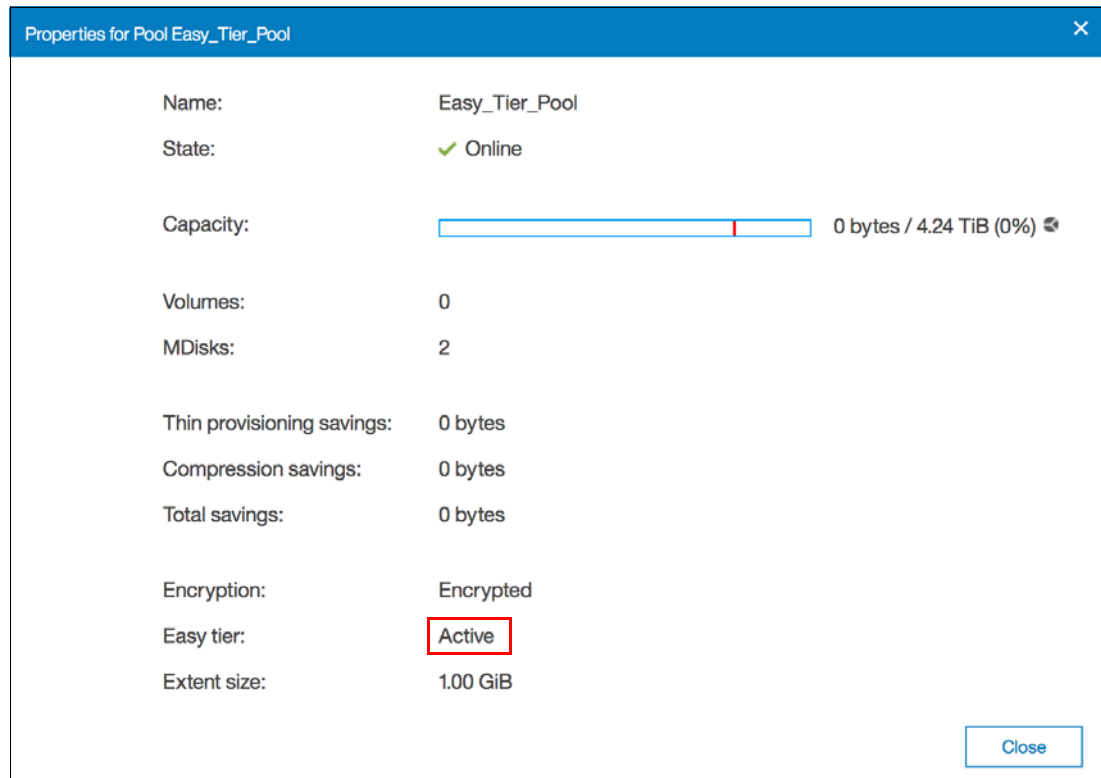 Properties for Pool Easy_Tier_Pool
Name: Easy_Tier_Pool
State: Online
Capacity: 0 bytes / 4.24 TiB (0%)
Volumes: 0
MDisks: 2
Thin provisioning savings: 0 bytes
Compression savings: 0 bytes
Total savings: 0 bytes
Encryption: Encrypted
Easy tier: Active
Extent size: 1.00 GiB
Close